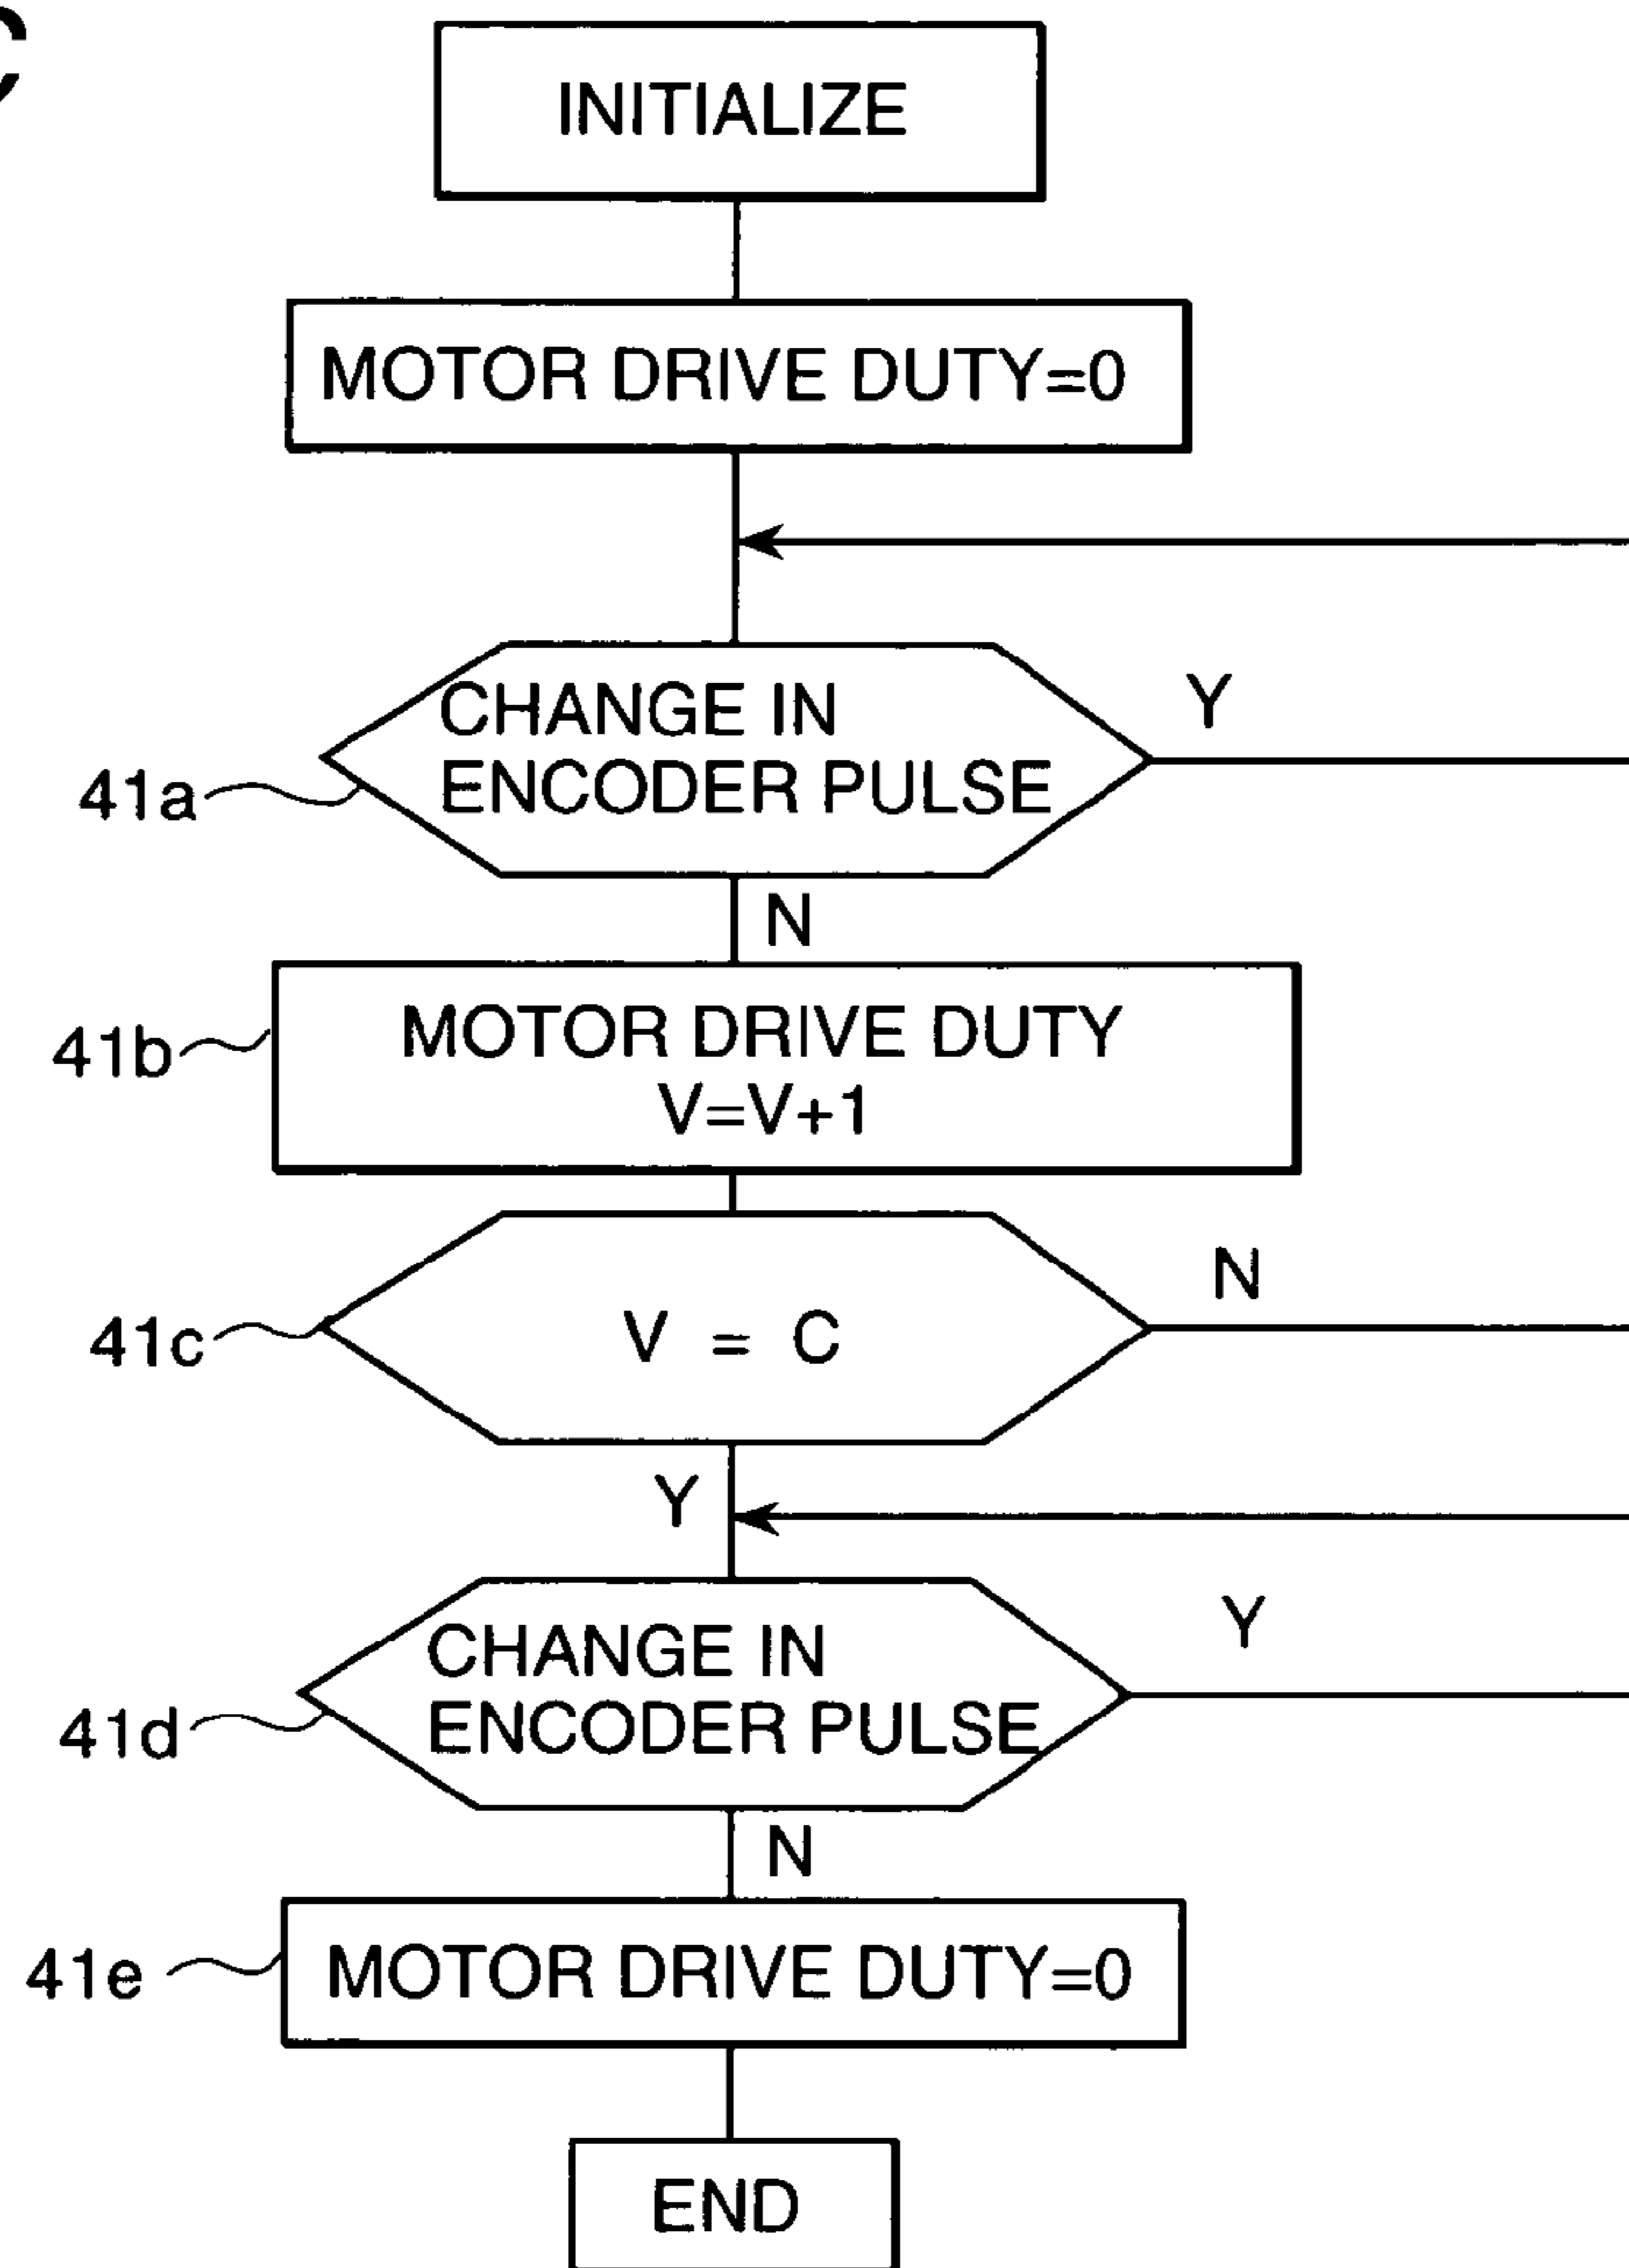 INITIALIZE
MOTOR DRIVE DUTY=0
CHANGE IN
ENCODER PULSE
Y
41a
N
MOTOR DRIVE DUTY
V=V+1
41b
V = C
N
41c
Y
CHANGE IN
ENCODER PULSE
Y
41d
N
MOTOR DRIVE DUTY=0
41e
END